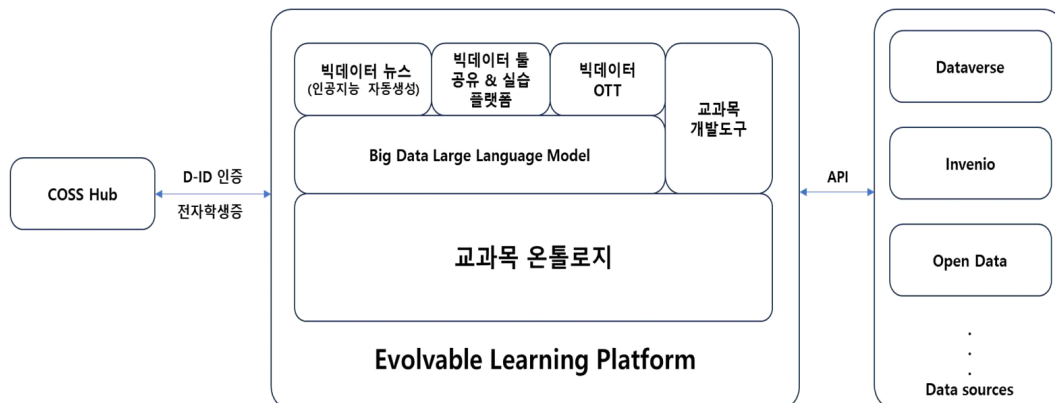 COSS Hub
D-ID 인증
전자학생증
빅데이터 뉴스
(인공지능 자동생성)
빅데이터 툴
공유 & 실습
플랫폼
빅데이터
OTT
교과목
개발도구
Big Data Large Language Model
교과목 온톨로지
Evolvable Learning Platform
API
Dataverse
Invenio
Open Data
.
.
.
Data sources